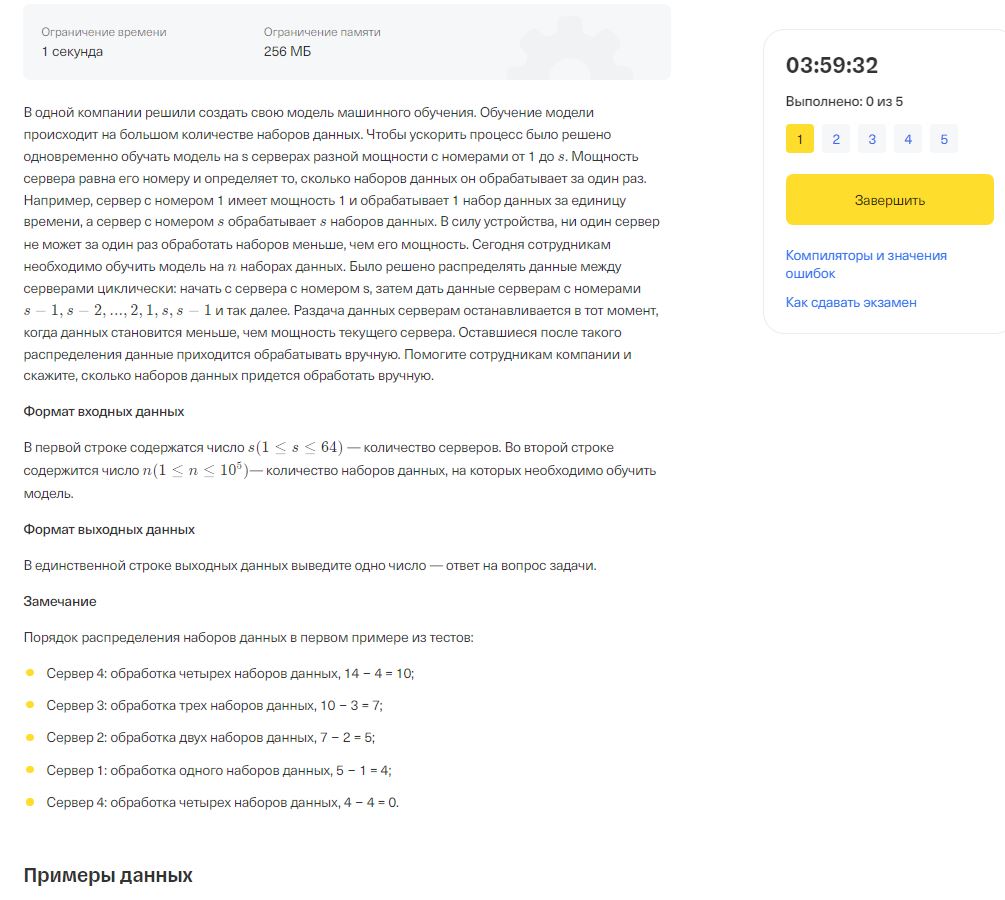 Ограничение времени
1 секунда
Ограничение памяти
256 МБ
В одной компании решили создать свою модель машинного обучения. Обучение модели
происходит на большом количестве наборов данных. Чтобы ускорить процесс было решено
одновременно обучать модель на s серверах разной мощности с номерами от 1 до s. Мощность
сервера равна его номеру и определяет то, сколько наборов данных он обрабатывает за один раз.
Например, сервер с номером 1 имеет мощность 1 и обрабатывает 1 набор данных за единицу
времени, а сервер с номером s обрабатывает s наборов данных. В силу устройства, ни один сервер
не может за один раз обработать наборов меньше, чем его мощность. Сегодня сотрудникам
необходимо обучить модель на n наборах данных. Было решено распределять данные между
серверами циклически: начать с сервера с номером s, затем дать данные серверам с номерами
s − 1, s − 2, ..., 2, 1, s, s − 1 и так далее. Раздача данных серверам останавливается в тот момент,
когда данных становится меньше, чем мощность текущего сервера. Оставшиеся после такого
распределения данные приходится обрабатывать вручную. Помогите сотрудникам компании и
скажите, сколько наборов данных придется обработать вручную.
Формат входных данных
В первой строке содержатся число s(1 ≤ s ≤ 64) — количество серверов. Во второй строке
содержится число n(1 ≤ n ≤ 10⁵)— количество наборов данных, на которых необходимо обучить
модель.
Формат выходных данных
В единственной строке выходных данных выведите одно число — ответ на вопрос задачи.
Замечание
Порядок распределения наборов данных в первом примере из тестов:
Сервер 4: обработка четырех наборов данных, 14 − 4 = 10;
Сервер 3: обработка трех наборов данных, 10 − 3 = 7;
Сервер 2: обработка двух наборов данных, 7 − 2 = 5;
Сервер 1: обработка одного наборов данных, 5 − 1 = 4;
Сервер 4: обработка четырех наборов данных, 4 − 4 = 0.
Примеры данных
03:59:32
Выполнено: 0 из 5
1 2 3 4 5
Завершить
Компиляторы и значения
ошибок
Как сдавать экзамен